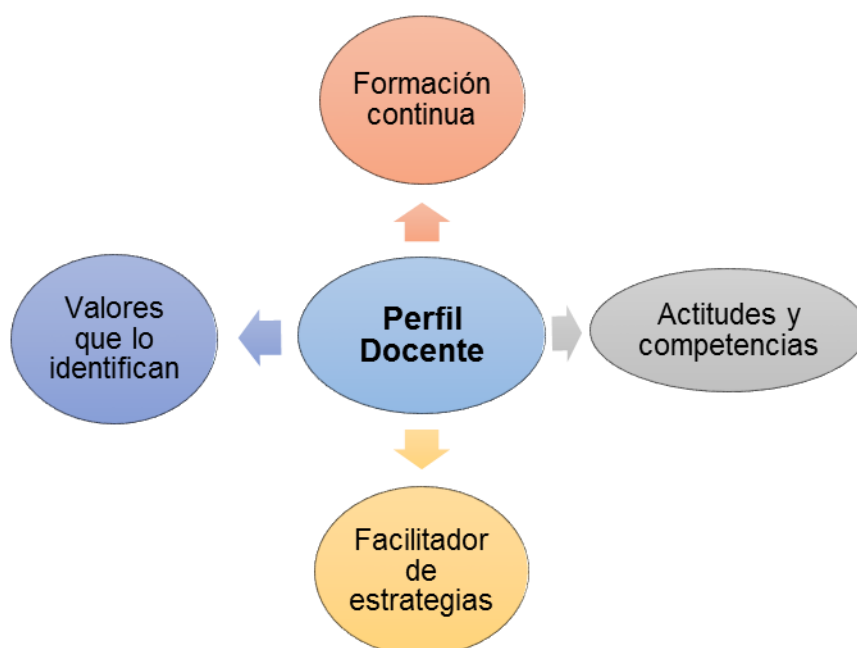 Formación
continua
Valores
que lo
identifican
Perfil
Docente
Actitudes y
competencias
Facilitador
de
estrategias